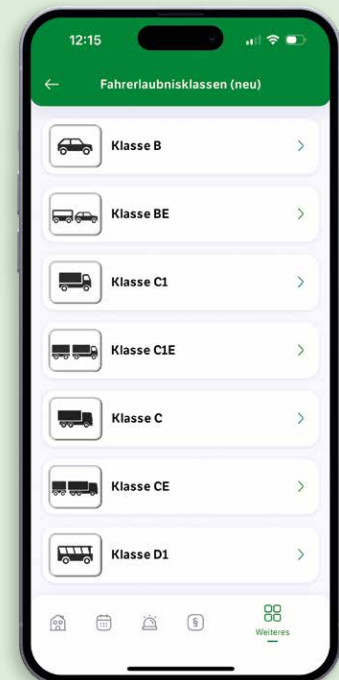 12:15
Fahrerlaubnisklassen (neu)
Klasse B
Klasse BE
Klasse C1
Klasse C1E
Klasse C
Klasse CE
Klasse D1
§
Weiteres